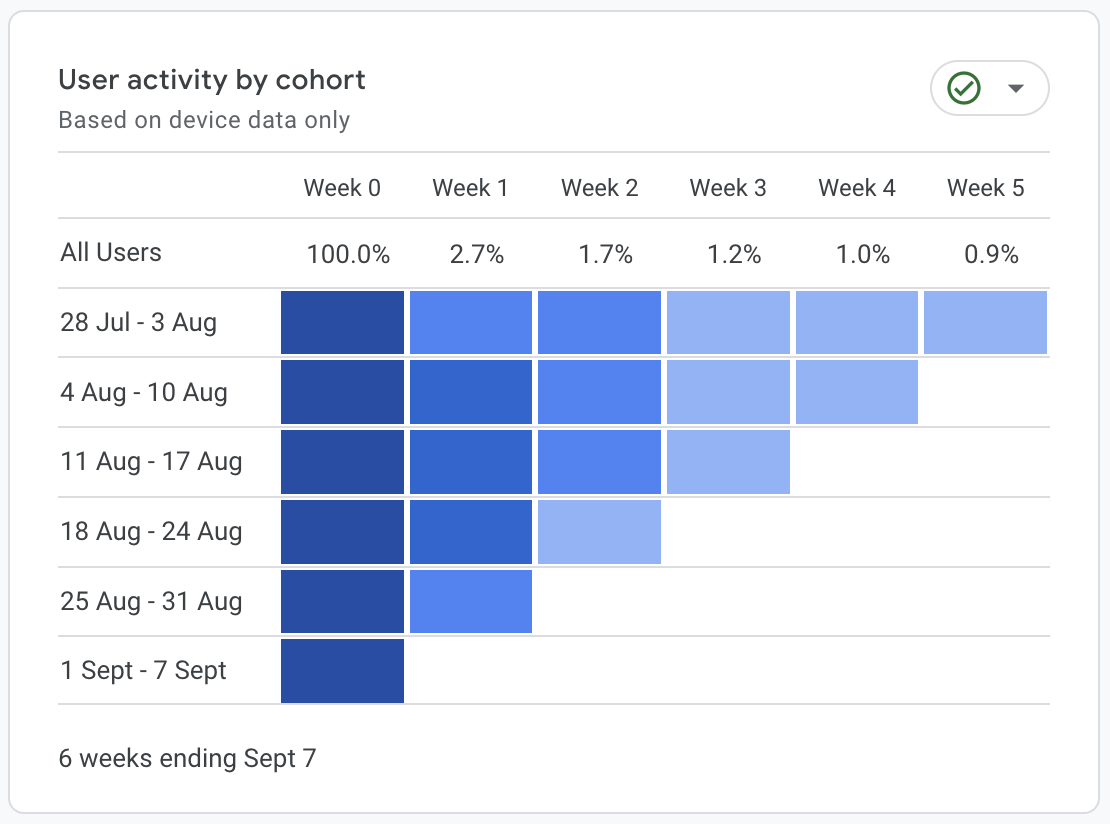 User activity by cohort
Based on device data only
Week 0 Week 1 Week 2 Week 3 Week 4 Week 5
All Users 100.0% 2.7% 1.7% 1.2% 1.0% 0.9%
28 Jul - 3 Aug
4 Aug - 10 Aug
11 Aug - 17 Aug
18 Aug - 24 Aug
25 Aug - 31 Aug
1 Sept - 7 Sept
6 weeks ending Sept 7